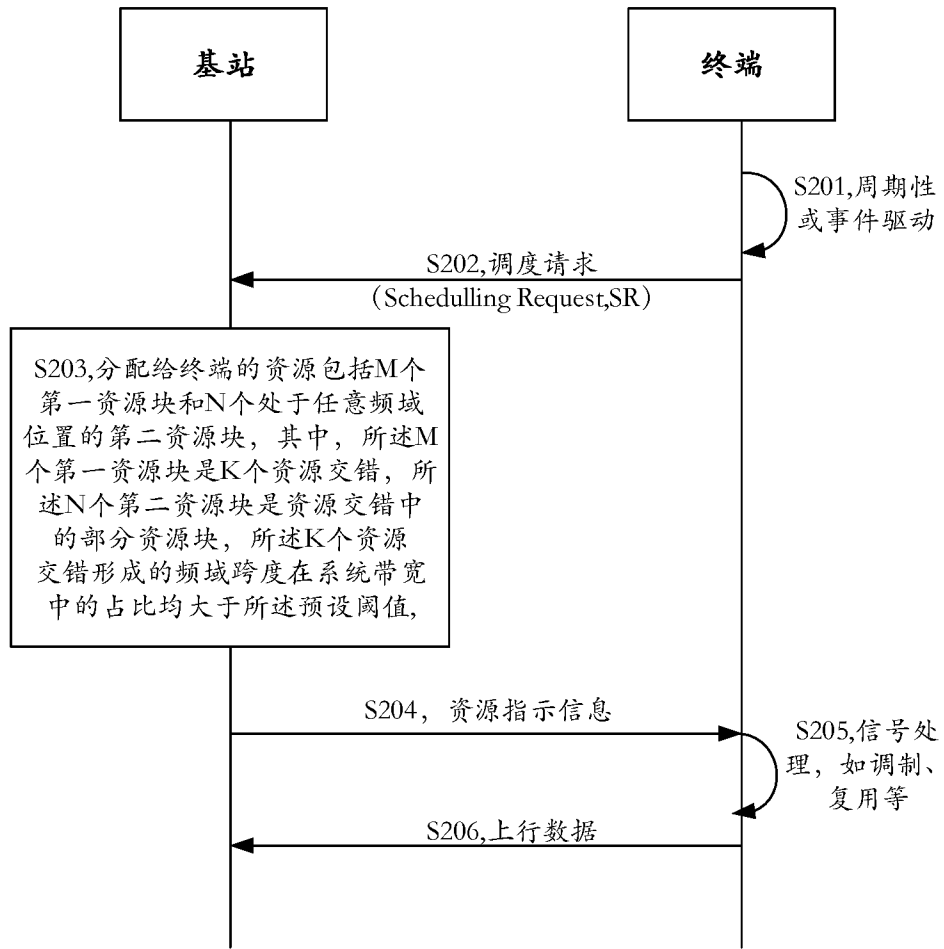 基站
终端
S201,周期性
或事件驱动
S202,调度请求
（Schedulling Request,SR）
S203,分配给终端的资源包括M个
第一资源块和N个处于任意频域
位置的第二资源块，其中，所述M
个第一资源块是K个资源交错，所
述N个第二资源块是资源交错中
的部分资源块，所述K个资源
交错形成的频域跨度在系统带宽
中的占比均大于所述预设阈值,
S204，资源指示信息
S205,信号处
理，如调制、
复用等
S206,上行数据